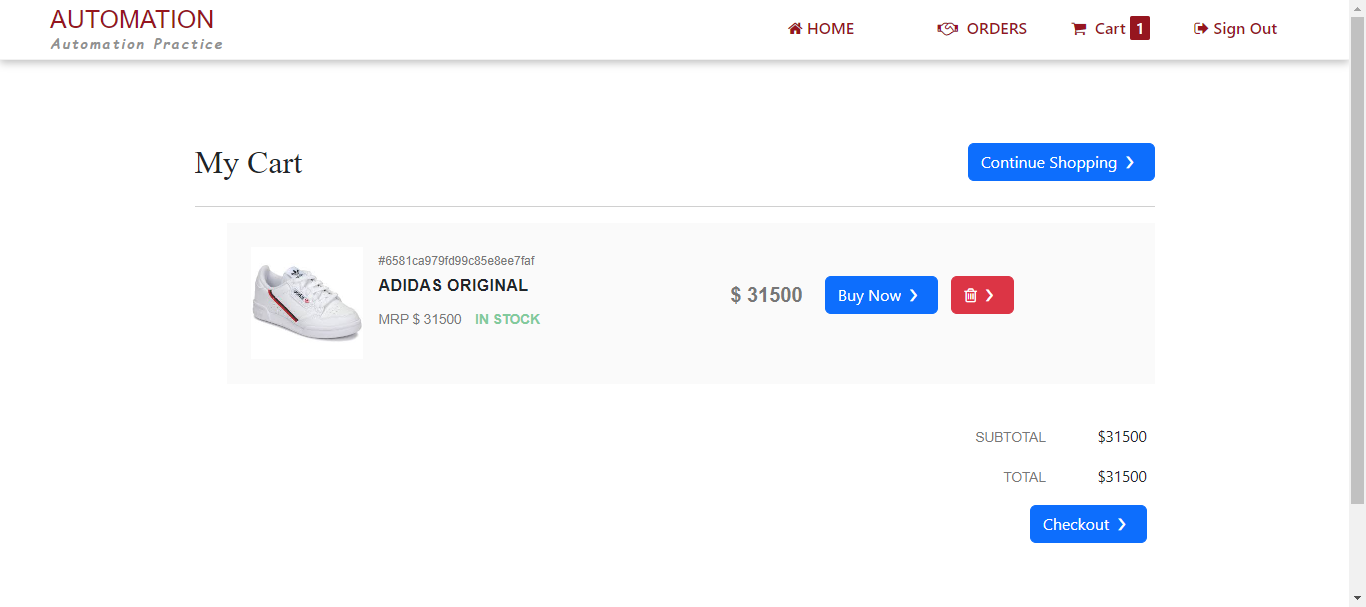 AUTOMATION
Automation Practice
HOME
ORDERS
Cart 1
Sign Out
My Cart
Continue Shopping
#6581ca979fd99c85e8ee7faf
ADIDAS ORIGINAL
MRP $ 31500 IN STOCK
$ 31500
Buy Now
SUBTOTAL $31500
TOTAL $31500
Checkout